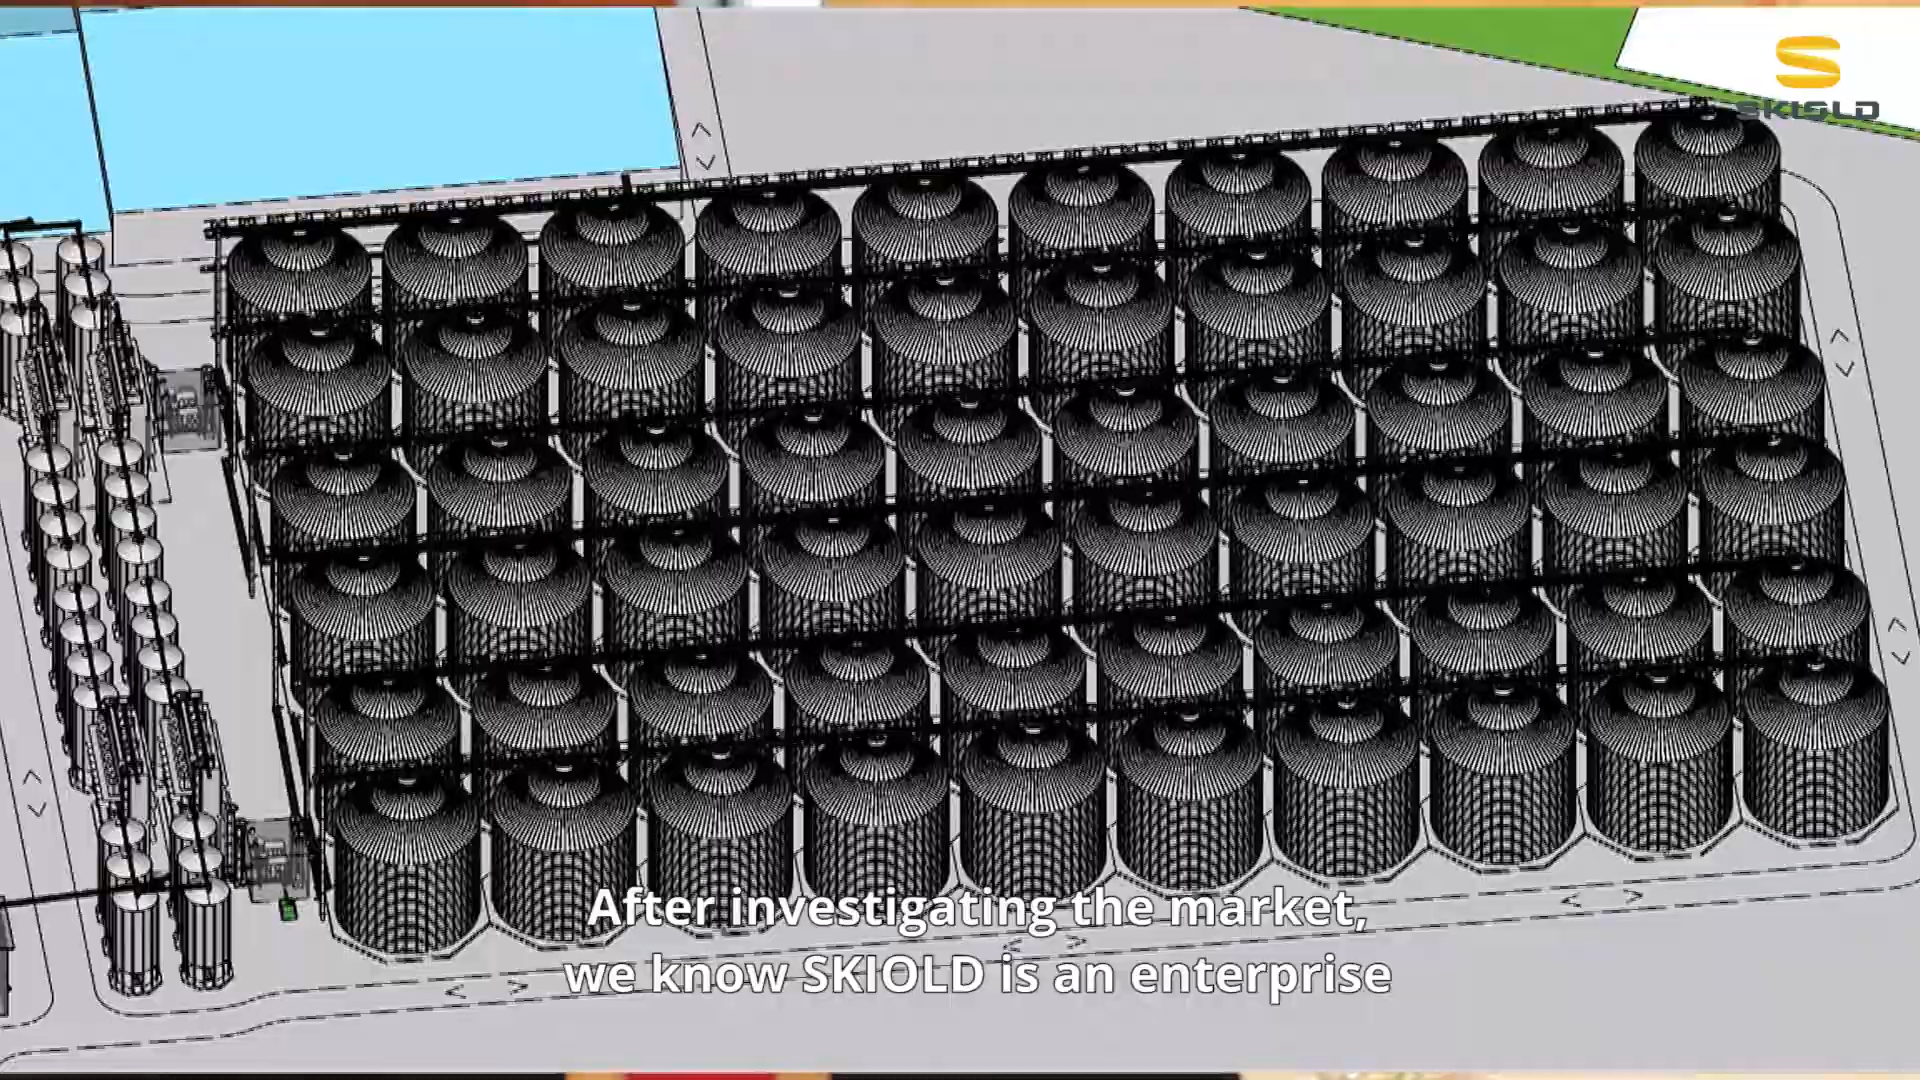 SKIOLD
After investigating the market,
we know SKIOLD is an enterprise